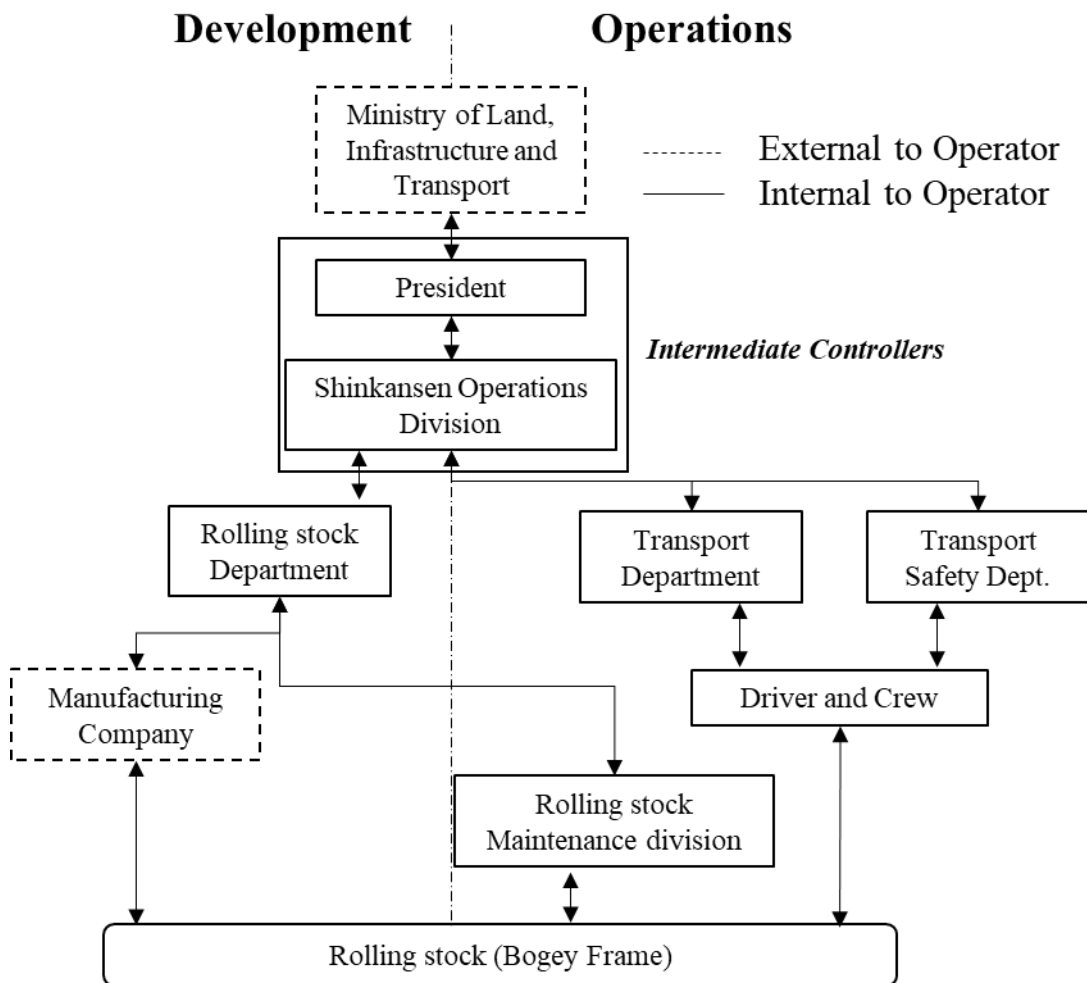 Development
Operations
Ministry of Land,
Infrastructure and
Transport
External to Operator
Internal to Operator
President
Intermediate Controllers
Shinkansen Operations
Division
Rolling stock
Department
Transport
Department
Transport
Safety Dept.
Manufacturing
Company
Driver and Crew
Rolling stock
Maintenance division
Rolling stock (Bogey Frame)